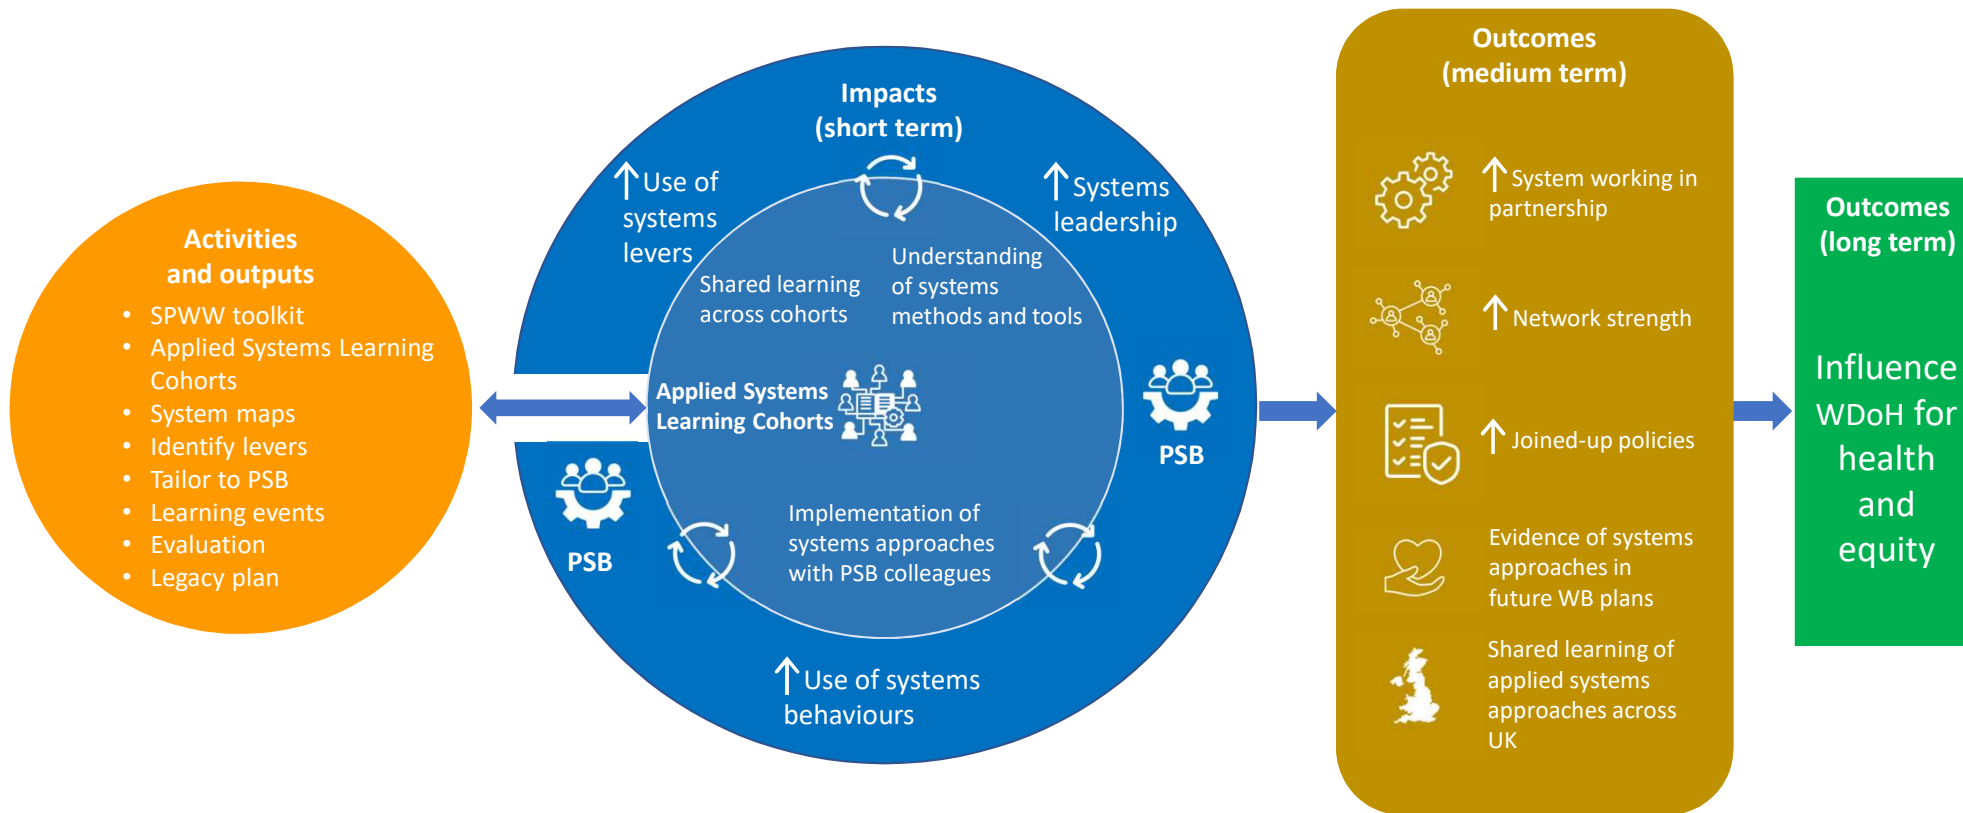 Activities
and outputs
• SPWW toolkit
• Applied Systems Learning
Cohorts
• System maps
• Identify levers
• Tailor to PSB
• Learning events
• Evaluation
• Legacy plan
Impacts
(short term)
↑ Use of
systems
levers
↑ Systems
leadership
Shared learning
across cohorts
Understanding
of systems
methods and tools
Applied Systems
Learning Cohorts
PSB
PSB
Implementation of
systems approaches
with PSB colleagues
↑ Use of systems
behaviours
Outcomes
(medium term)
↑ System working in
partnership
↑ Network strength
↑ Joined-up policies
Evidence of systems
approaches in
future WB plans
Shared learning of
applied systems
approaches across
UK
Outcomes
(long term)
Influence
WDoH for
health
and
equity